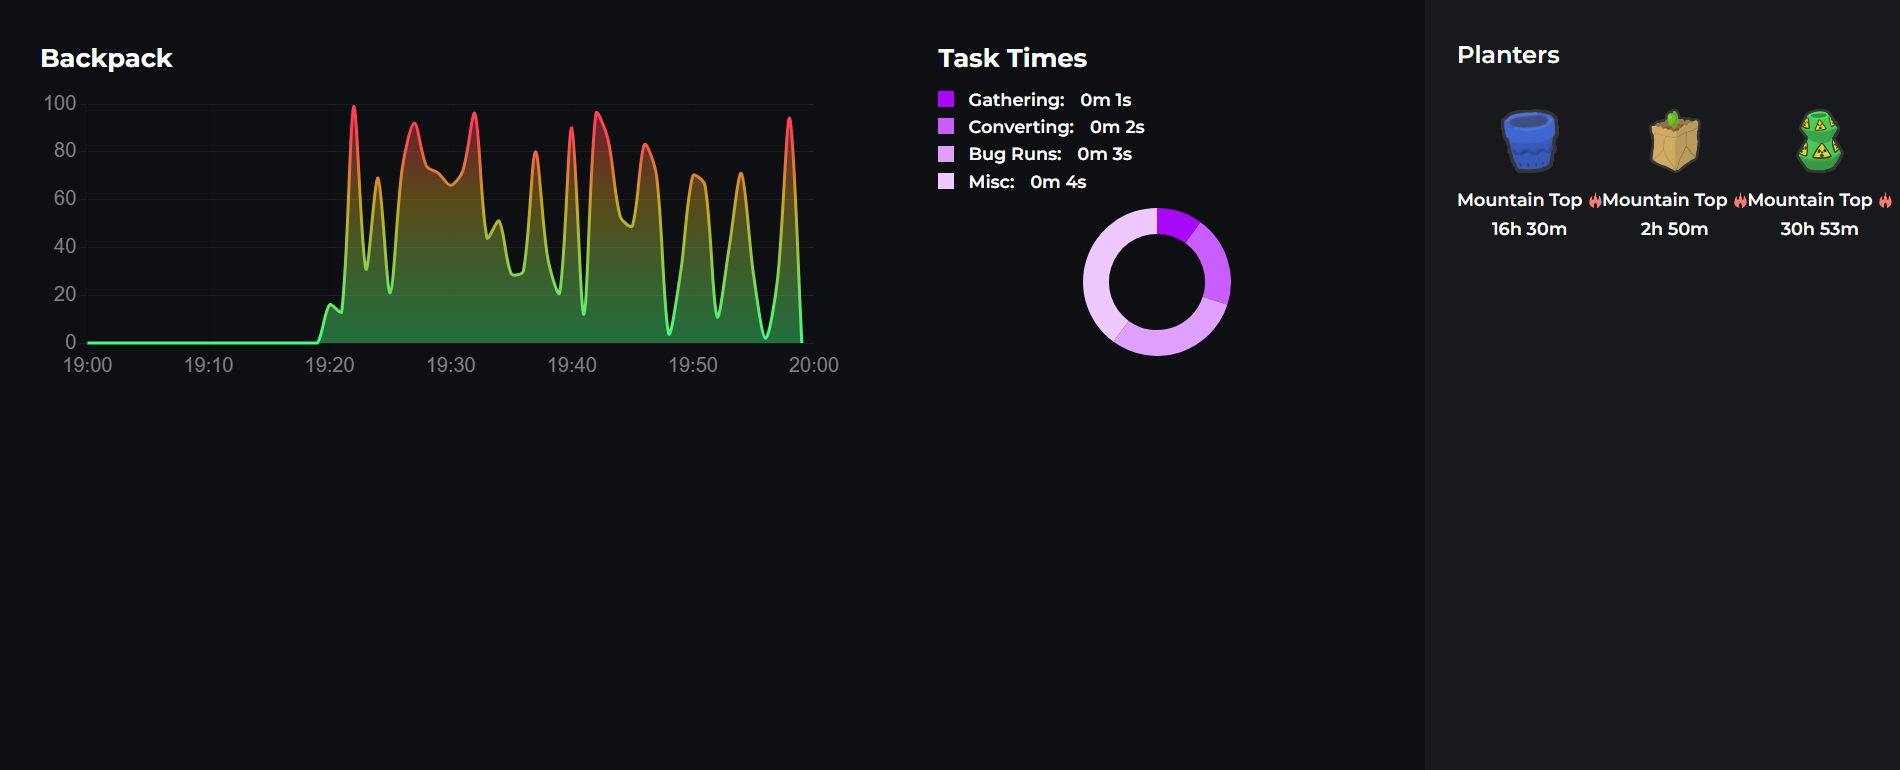 Backpack
100
80
60
40
20
0
19:00 19:10 19:20 19:30 19:40 19:50 20:00
Task Times
Gathering: 0m 1s
Converting: 0m 2s
Bug Runs: 0m 3s
Misc: 0m 4s
Planters
Mountain Top Mountain Top Mountain Top
16h 30m 2h 50m 30h 53m